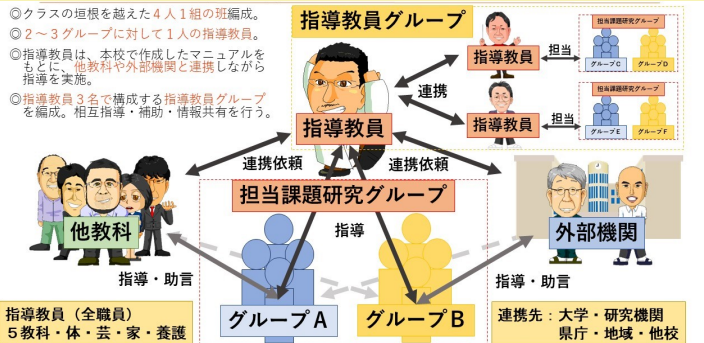 ◎クラスの垣根を越えた４人１組の班編成。
◎２～３グループに対して１人の指導教員。
◎指導教員は、本校で作成したマニュアルを
もとに、他教科や外部機関と連携しながら
指導を実施。
◎指導教員３名で構成する指導教員グループ
を編成。相互指導・補助・情報共有を行う。
指導教員グループ
指導教員
連携
指導教員
担当
担当課題研究グループ
グループC
グループD
指導教員
担当
担当課題研究グループ
グループE
グループF
連携依頼
連携依頼
他教科
担当課題研究グループ
外部機関
指導
指導・助言
指導・助言
グループA
グループB
指導教員（全職員）
５教科・体・芸・家・養護
連携先：大学・研究機関
県庁・地域・他校